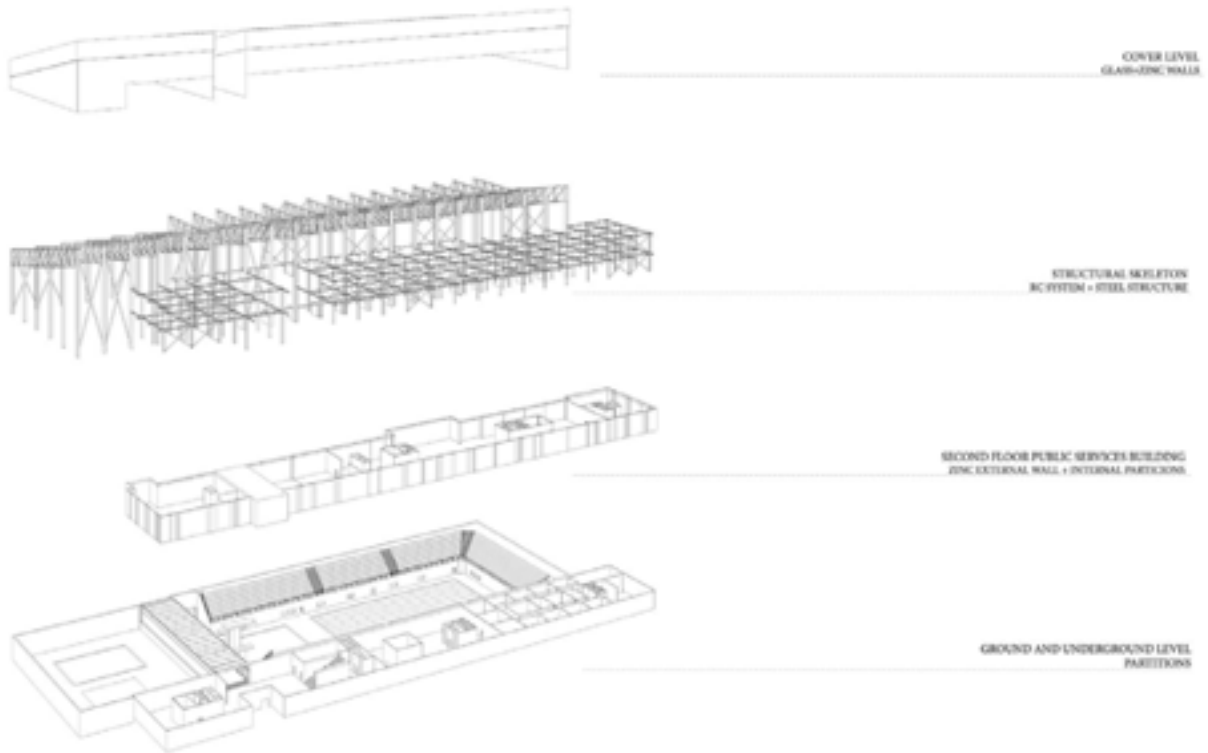 COVER LEVEL
GLASS+ZINC WALLS
STRUCTURAL SKELETON
RC SYSTEM + STEEL STRUCTURE
SECOND FLOOR PUBLIC SERVICES BUILDING
ZINC EXTERNAL WALL + INTERNAL PARTICIONS
GROUND AND UNDERGROUND LEVEL
PARTITIONS